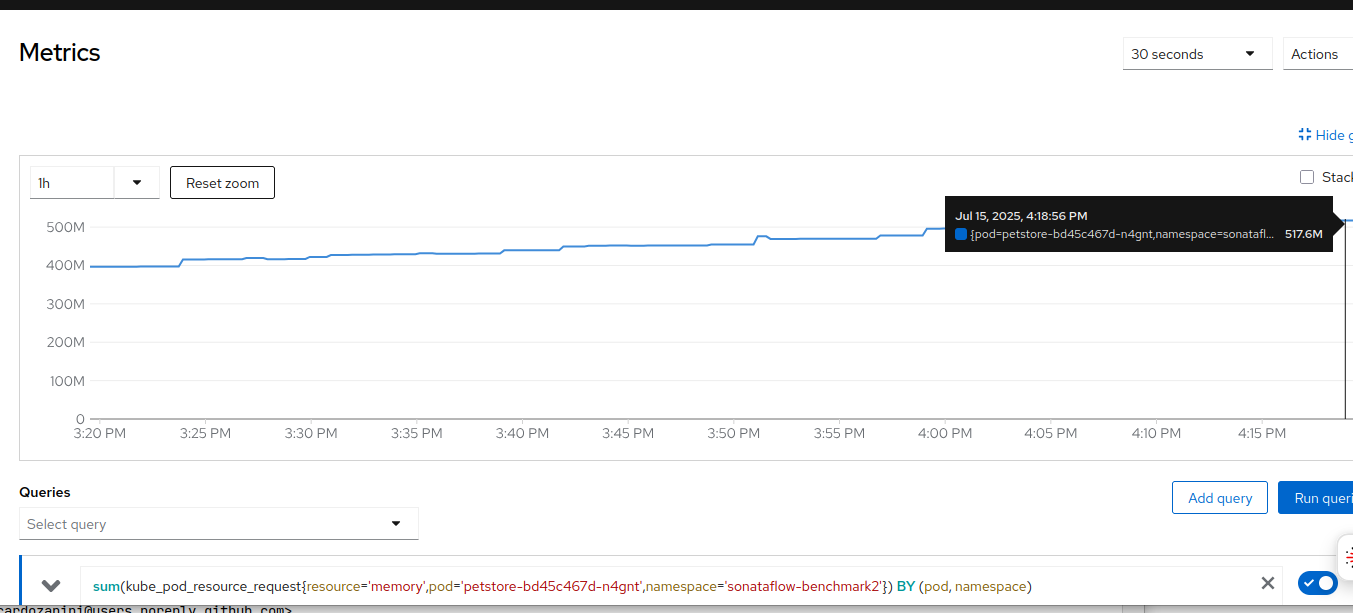 Metrics
30 seconds
Actions
Hide g
1h
Reset zoom
Stack
500M
Jul 15, 2025, 4:18:56 PM
{pod=petstore-bd45c467d-n4gnt,namespace=sonatafl... 517.6M
400M
300M
200M
100M
0
3:20 PM 3:25 PM 3:30 PM 3:35 PM 3:40 PM 3:45 PM 3:50 PM 3:55 PM 4:00 PM 4:05 PM 4:10 PM 4:15 PM
Queries
Add query
Run queri
Select query
sum(kube_pod_resource_request{resource='memory',pod='petstore-bd45c467d-n4gnt',namespace='sonataflow-benchmark2'}) BY (pod, namespace)
cardozanini@users.noreply.github.com>